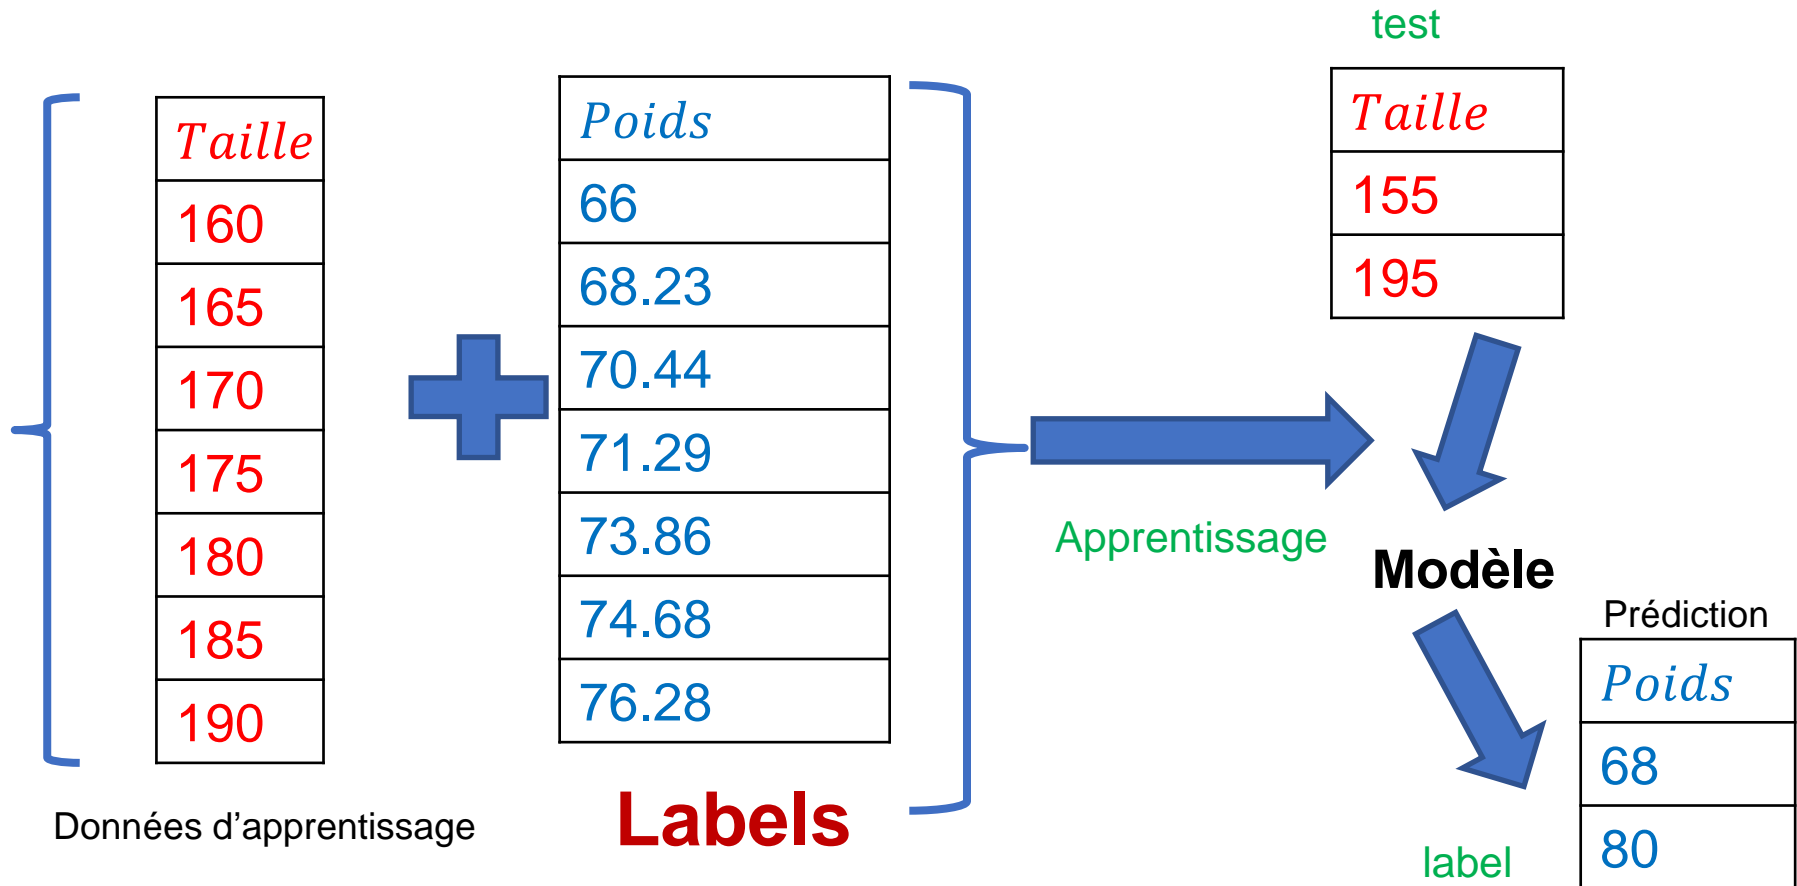 Taille
160
165
170
175
180
185
190
Données d'apprentissage
Poids
66
68.23
70.44
71.29
73.86
74.68
76.28
Labels
Apprentissage
test
Taille
155
195
Modèle
Prédiction
Poids
68
80
label